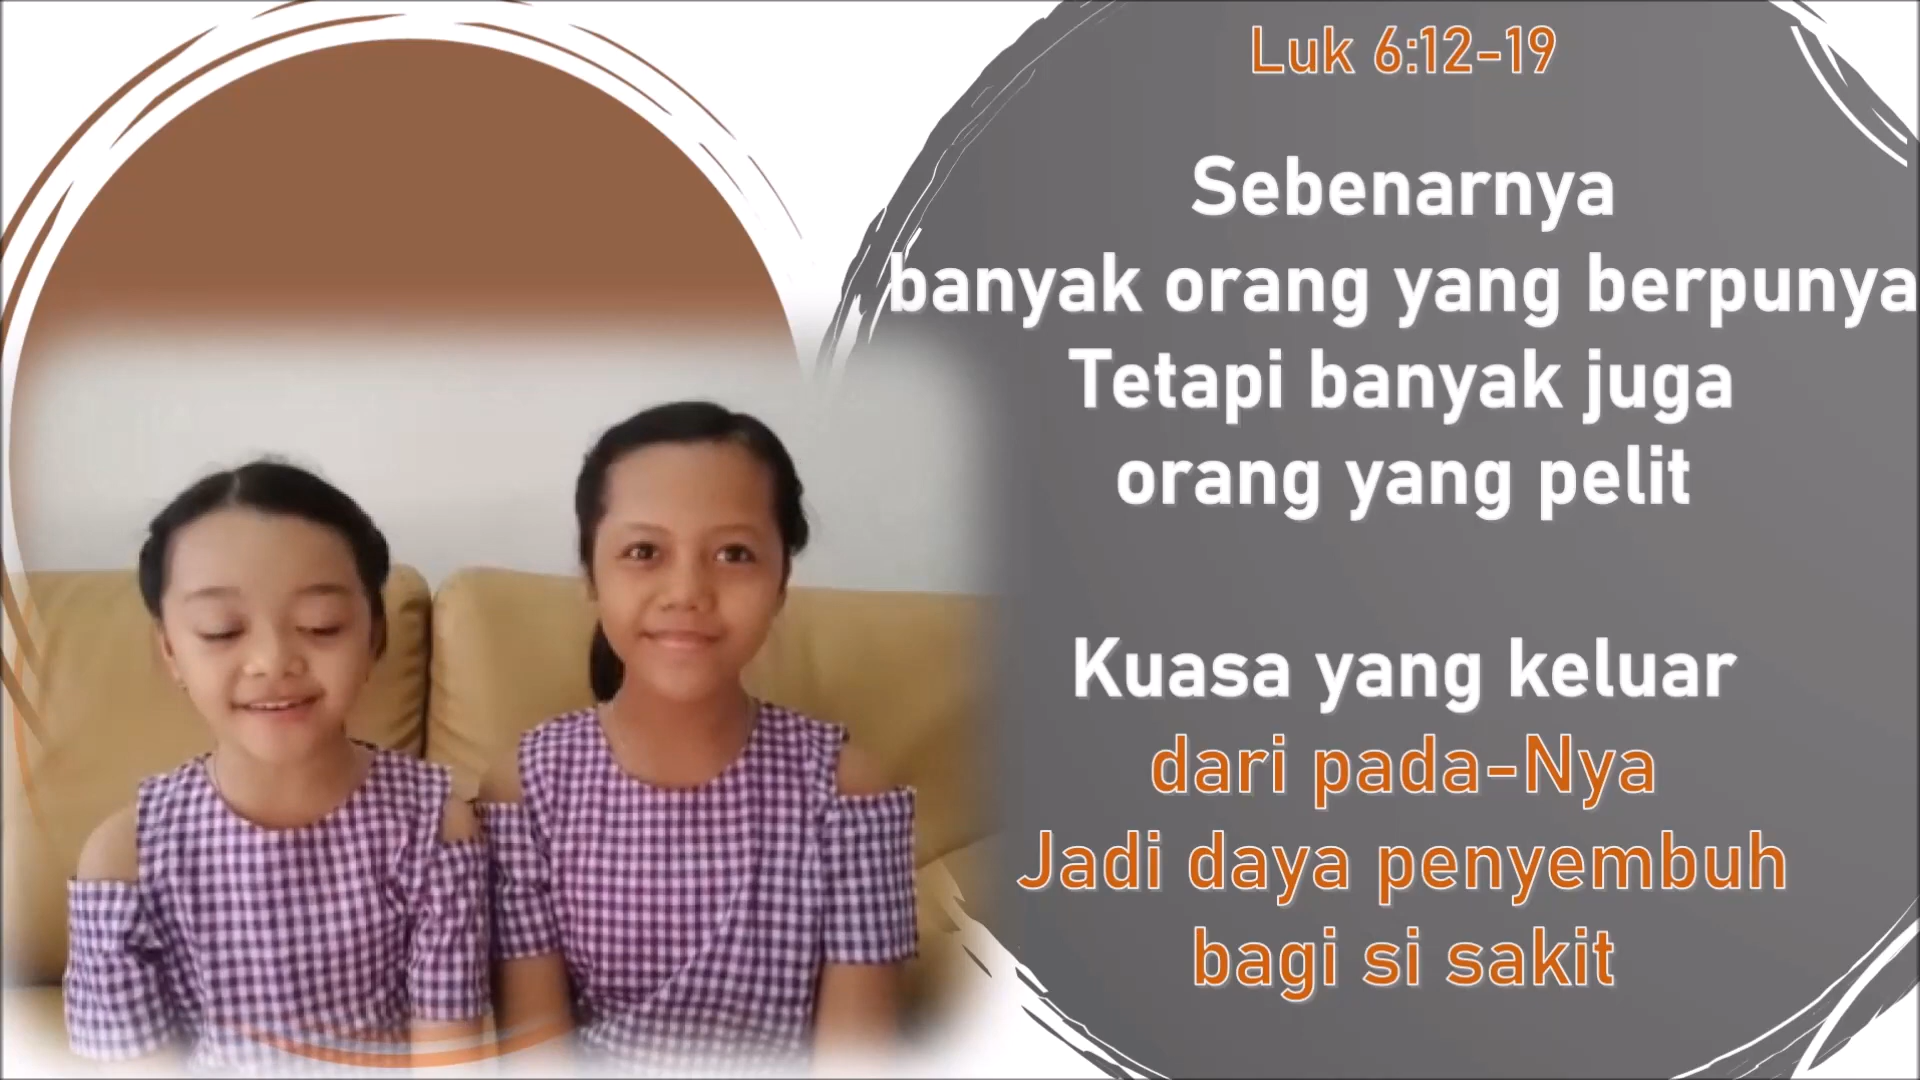 Luk 6:12-19
Sebenarnya
banyak orang yang berpunya
Tetapi banyak juga
orang yang pelit
Kuasa yang keluar
dari pada-Nya
Jadi daya penyembuh
bagi si sakit